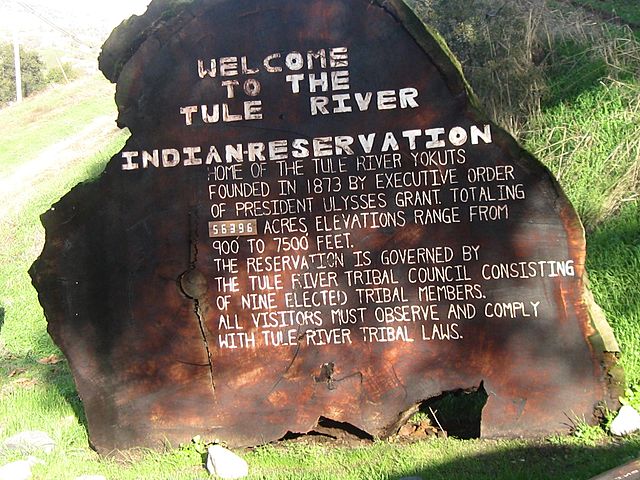 WELCOME
TO THE
TULE RIVER
INDIAN-RESERVATION
HOME OF THE TULE RIVER YOKUTS
FOUNDED IN 1873 BY EXECUTIVE ORDER
OF PRESIDENT ULYSSES GRANT. TOTALING
56396 ACRES ELEVATIONS RANGE FROM
900' TO 7500 FEET.
THE RESERVATION IS GOVERNED BY
THE TULE RIVER TRIBAL COUNCIL CONSISTING
OF NINE ELECTED TRIBAL MEMBERS.
ALL VISITORS MUST OBSERVE AND COMPLY
WITH TULE RIVER TRIBAL LAWS.